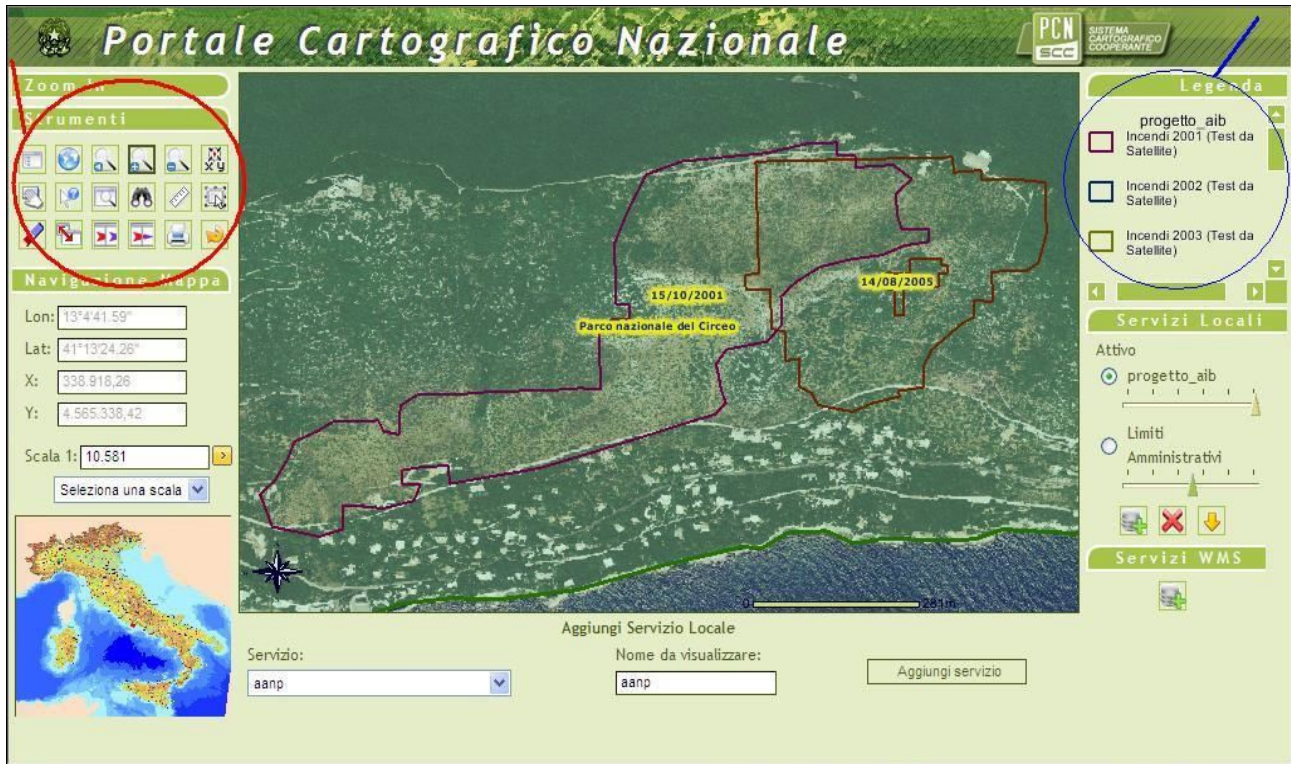 Portale Cartografico Nazionale
PCN
SCC
SISTEMA
CARTOGRAFICO
COOPERANTE
Zoom In
Strumenti
x y
Navigazione Mappa
Lon: 13°4'41.59"
Lat: 41°13'24.26"
X: 338.918,26
Y: 4.565.338,42
Scala 1: 10.581
Seleziona una scala
15/10/2001
Parco nazionale del Circeo
14/08/2005
0 281m
Legenda
progetto_aib
Incendi 2001 (Test da
Satellite)
Incendi 2002 (Test da
Satellite)
Incendi 2003 (Test da
Satellite)
Servizi Locali
Attivo
progetto_aib
Limiti
Amministrativi
Servizi WMS
Aggiungi Servizio Locale
Servizio:
aanp
Nome da visualizzare:
aanp
Aggiungi servizio